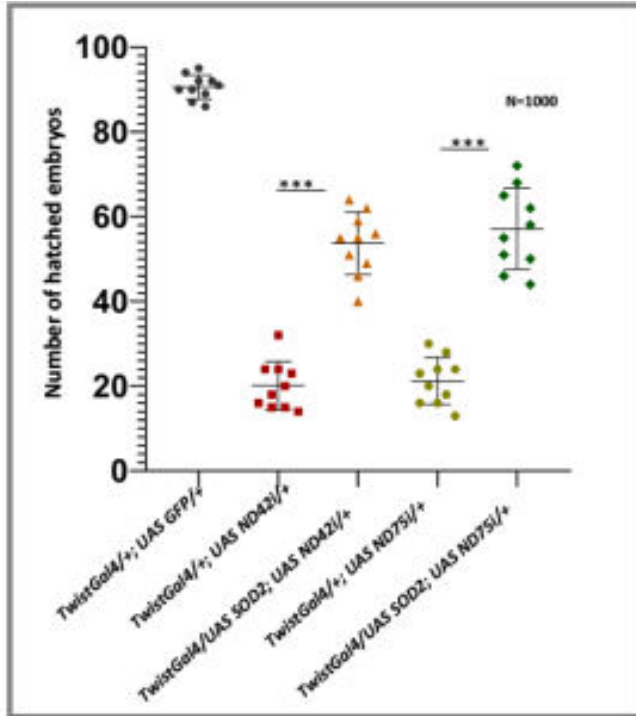 100
80
60
40
20
0
Number of hatched embryos
N=1000
***
***
TwistGal4/+; UAS GFP/+
TwistGal4/+; UAS ND42i/+
TwistGal4/UAS SOD2; UAS ND42i/+
TwistGal4/+; UAS ND75i/+
TwistGal4/UAS SOD2; UAS ND75i/+